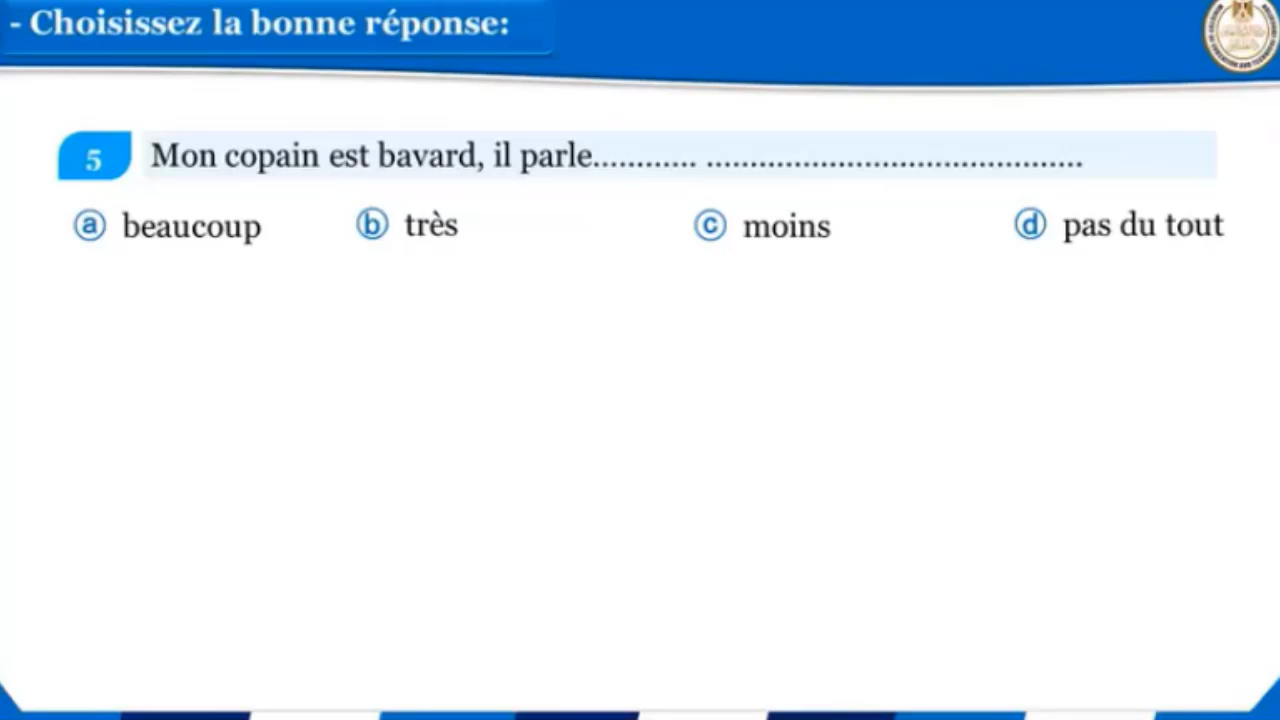 - Choisissez la bonne réponse:
5 Mon copain est bavard, il parle............ ...........................................
ⓐ beaucoup ⓑ très ⓒ moins ⓓ pas du tout